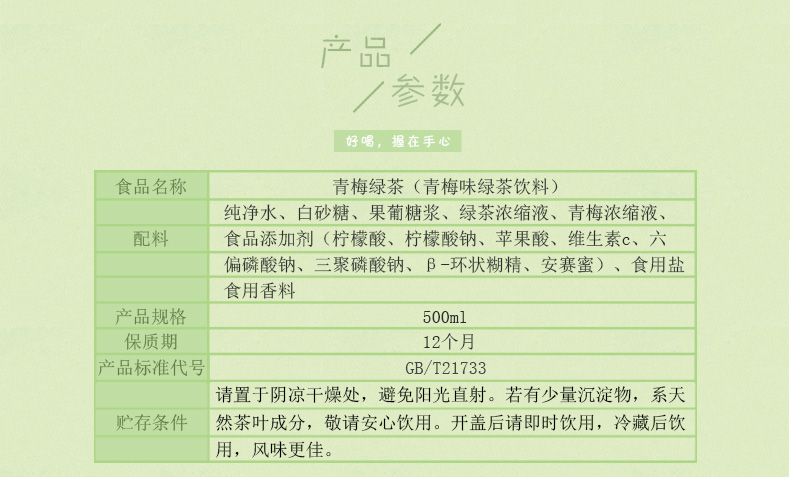 产品
参数
好喝，握在手心
食品名称 青梅绿茶（青梅味绿茶饮料）
纯净水、白砂糖、果葡糖浆、绿茶浓缩液、青梅浓缩液、
配料 食品添加剂（柠檬酸、柠檬酸钠、苹果酸、维生素c、六
偏磷酸钠、三聚磷酸钠、β-环状糊精、安赛蜜）、食用盐
食用香料
产品规格 500ml
保质期 12个月
产品标准代号 GB/T21733
请置于阴凉干燥处，避免阳光直射。若有少量沉淀物，系天
贮存条件 然茶叶成分，敬请安心饮用。开盖后请即时饮用，冷藏后饮
用，风味更佳。